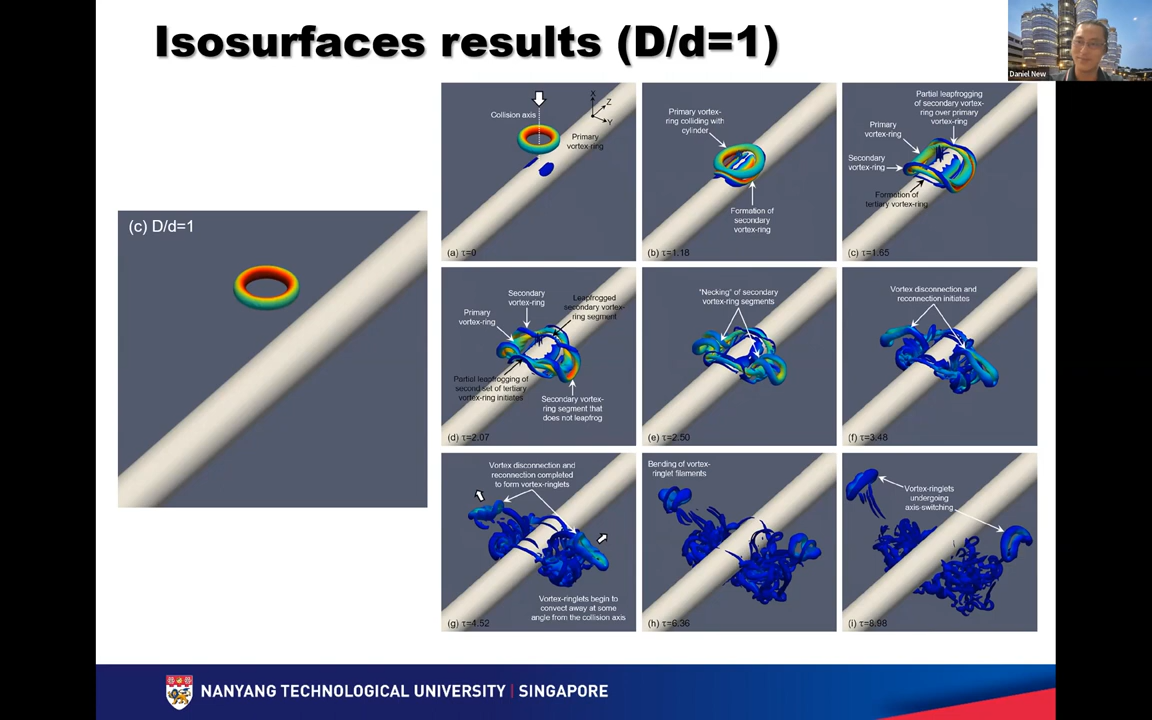 Isosurfaces results (D/d=1)
Daniel New
(c) D/d=1
Collision axis
X
Z
Y
Primary
vortex-ring
(a) τ=0
Primary vortex-
ring colliding with
cylinder
Formation of
secondary
vortex-ring
(b) τ=1.18
Partial leapfrogging
of secondary vortex-
ring over primary
vortex-ring
Primary
vortex-ring
Secondary
vortex-ring
Formation of
tertiary vortex-ring
(c) τ=1.65
Secondary
vortex-ring
Leapfrogged
secondary vortex-
ring segment
Primary
vortex-ring
Partial leapfrogging of
second set of tertiary
vortex-ring initiates
Secondary vortex-
ring segment that
does not leapfrog
(d) τ=2.07
"Necking" of secondary
vortex-ring segments
(e) τ=2.50
Vortex disconnection and
reconnection initiates
(f) τ=3.48
Vortex disconnection and
reconnection completed
to form vortex-ringlets
Vortex-ringlets begin to
convect away at some
angle from the collision axis
(g) τ=4.52
Bending of vortex-
ringlet filaments
(h) τ=6.36
Vortex-ringlets
undergoing
axis-switching
(i) τ=8.98
NANYANG TECHNOLOGICAL UNIVERSITY | SINGAPORE